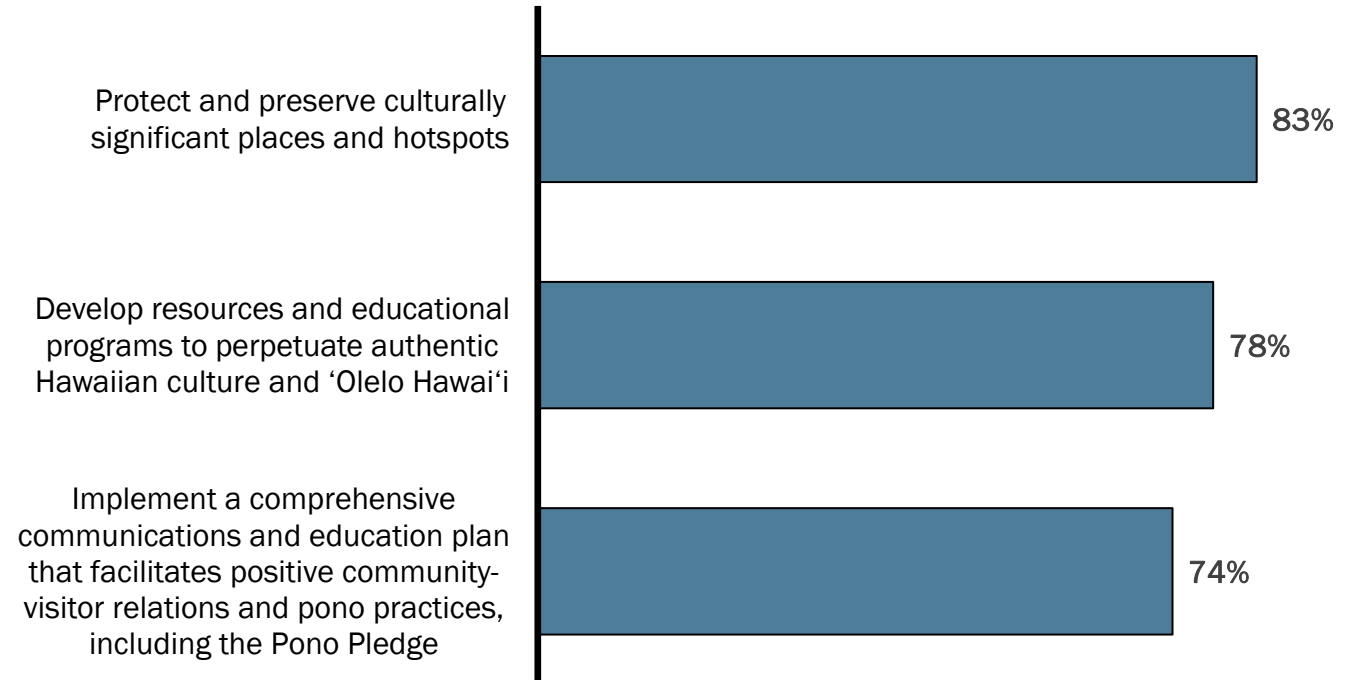 Protect and preserve culturally
significant places and hotspots
83%
Develop resources and educational
programs to perpetuate authentic
Hawaiian culture and ‘Olelo Hawai‘i
78%
Implement a comprehensive
communications and education plan
that facilitates positive community-
visitor relations and pono practices,
including the Pono Pledge
74%